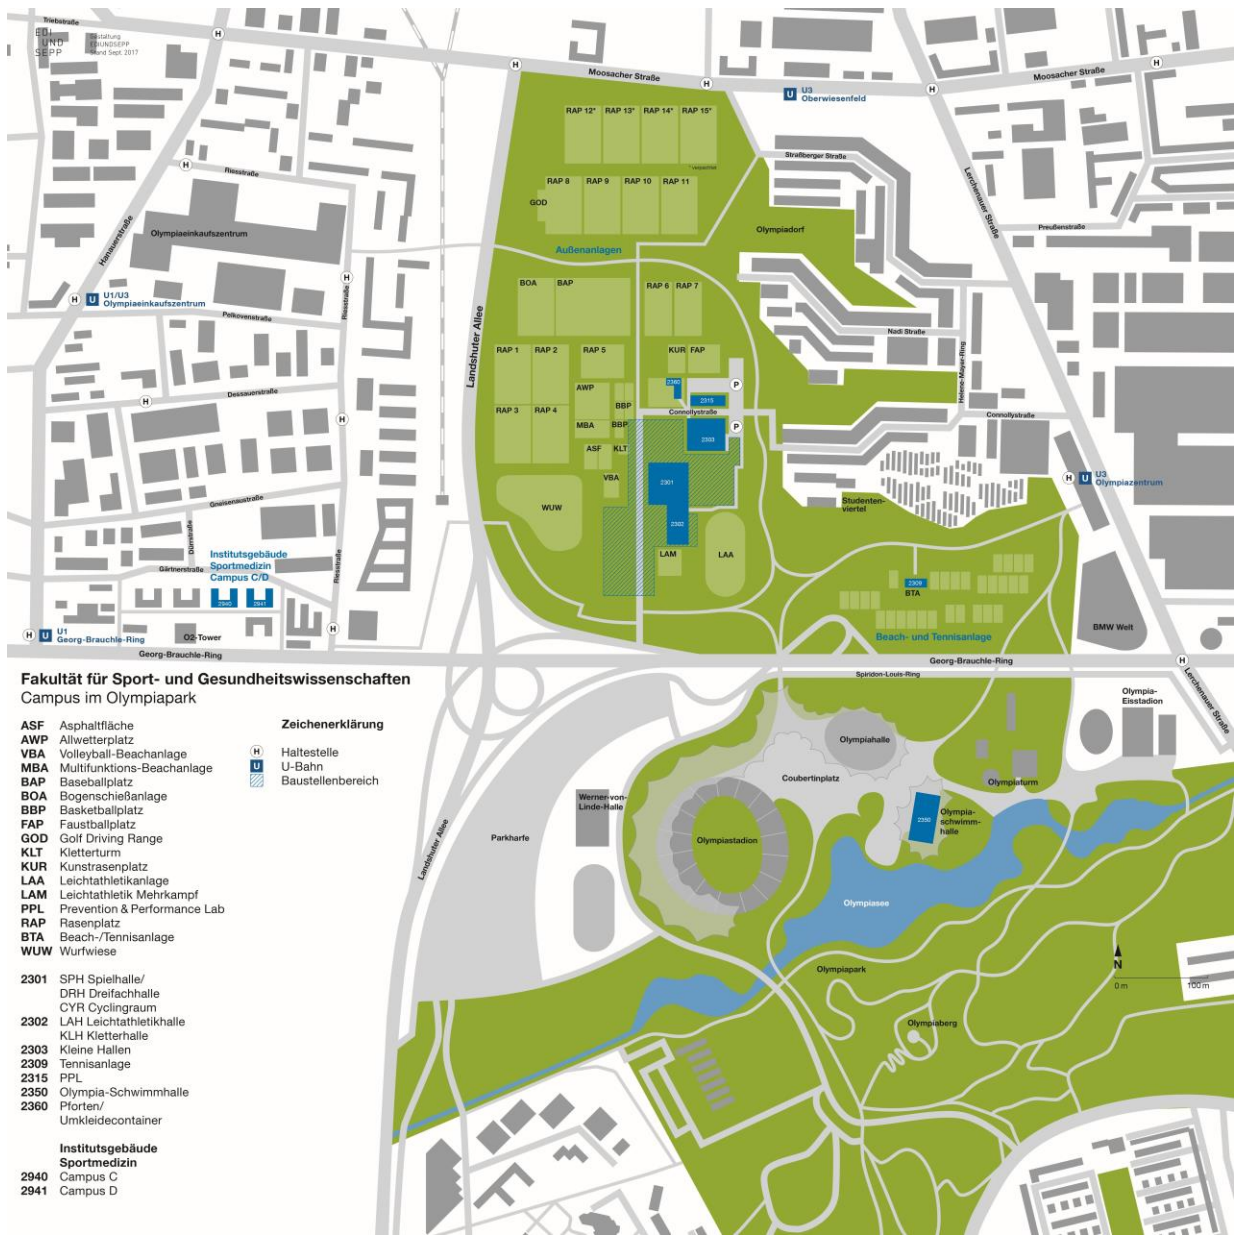 Triebstraße
EDI
UND
SEPP
Gestaltung
EDIUNDSEPP
Stand Sept. 2017
H
H
Moosacher Straße
H
U U3
Oberwiesenfeld
H
Moosacher Straße
H
RAP 12* RAP 13* RAP 14* RAP 15*
* verpachtet
Straßberger Straße
H
Riesstraße
RAP 8 RAP 9 RAP 10 RAP 11
GOD
Lerchenauer Straße
Hanauerstraße
Olympiaeinkaufszentrum
Olympiadorf
Preußenstraße
Außenanlagen
H
H U U1/U3
Olympiaeinkaufszentrum
Riesstraße
BOA BAP
RAP 6 RAP 7
Pelkovenstraße
Landshuter Allee
Nadi Straße
RAP 1 RAP 2 RAP 5
KUR FAP
Helene-Mayer-Ring
Dessauerstraße
H
AWP
2360
2315
P
RAP 3 RAP 4
BBP
Connollystraße
Connollystraße
H
MBA BBP
2303
P
ASF KLT
VBA
2301
H U U3
Olympiazentrum
Gneisenaustraße
WUW
Studenten-
viertel
Dürrstraße
2302
Institutsgebäude
Sportmedizin
Campus C/D
LAM
LAA
Gärtnerstraße
Riesstraße
2309
BTA
2940 2941
H U U1
Georg-Brauchle-Ring
O2-Tower
H
Beach- und Tennisanlage
BMW Welt
Georg-Brauchle-Ring
Georg-Brauchle-Ring
H
Spiridon-Louis-Ring
Lerchenauer Straße
Fakultät für Sport- und Gesundheitswissenschaften
Campus im Olympiapark
ASF Asphaltfläche
AWP Allwetterplatz
VBA Volleyball-Beachanlage
MBA Multifunktions-Beachanlage
BAP Baseballplatz
BOA Bogenschießanlage
BBP Basketballplatz
FAP Faustballplatz
GOD Golf Driving Range
KLT Kletterturm
KUR Kunstrasenplatz
LAA Leichtathletikanlage
LAM Leichtathletik Mehrkampf
PPL Prevention & Performance Lab
RAP Rasenplatz
BTA Beach-/Tennisanlage
WUW Wurfwiese
2301 SPH Spielhalle/
DRH Dreifachhalle
CYR Cyclingraum
2302 LAH Leichtathletikhalle
KLH Kletterhalle
2303 Kleine Hallen
2309 Tennisanlage
2315 PPL
2350 Olympia-Schwimmhalle
2360 Pforten/
Umkleidecontainer
Institutsgebäude
Sportmedizin
2940 Campus C
2941 Campus D
Zeichenerklärung
H Haltestelle
U U-Bahn
Baustellenbereich
Olympia-
Eisstadion
Olympiahalle
Coubertinplatz
Olympiaturm
Werner-von-
Linde-Halle
2350
Olympia-
schwimm-
halle
Parkharfe
Olympiastadion
Landshuter Allee
Olympiasee
N
0 m 100 m
Olympiapark
Olympiaberg